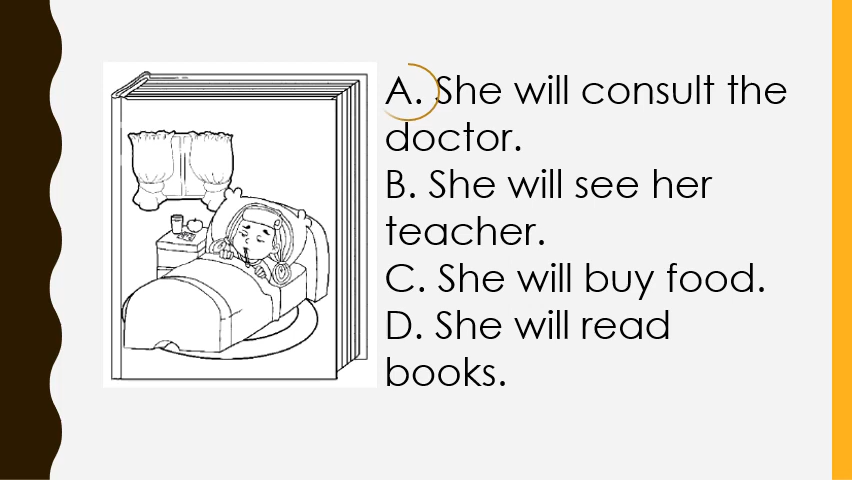 A. She will consult the
doctor.
B. She will see her
teacher.
C. She will buy food.
D. She will read
books.